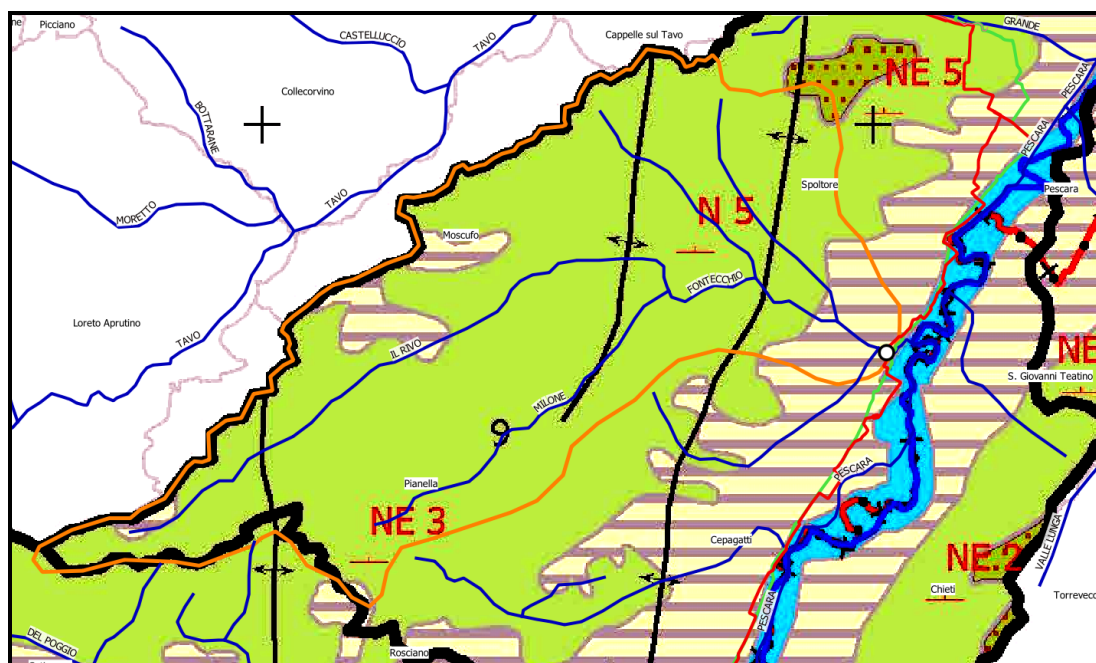 ne
Picciano
CASTELLUCCIO
TAVO
Cappelle sul Tavo
GRANDE
PESCARA
NE 5
Collecorvino
BOTTARANE
PESCARA
TAVO
Spoltore
Pescara
MORETTO
N 5
Moscufo
FONTECCHIO
Loreto Aprutino
TAVO
IL RIVO
NE
S. Giovanni Teatino
MILONE
9
PESCARA
Pianella
NE 3
Cepagatti
NE.2
VALLE LUNGA
Chieti
Torrevecc
PESCARA
DEL POGGIO
Rosciano